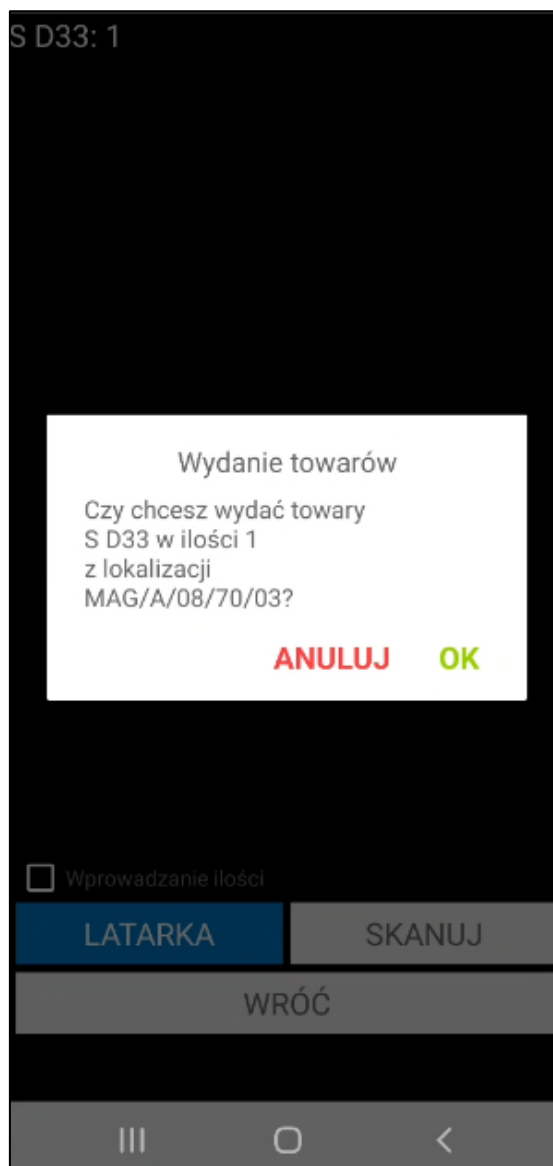 S D33: 1
Wydanie towarów
Czy chcesz wydać towary
S D33 w ilości 1
z lokalizacji
MAG/A/08/70/03?
ANULUJ OK
Wprowadzanie ilości
LATARKA SKANUJ
WRÓĆ